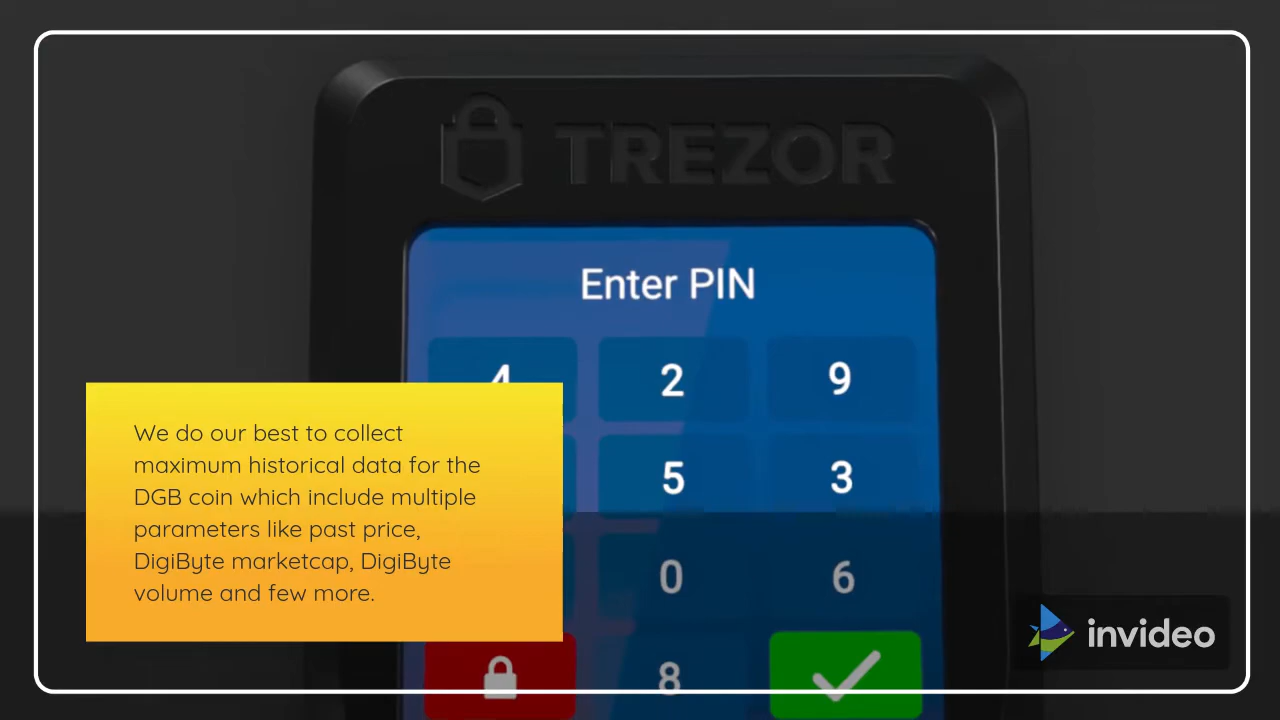 TREZOR
Enter PIN
4 2 9
5 3
0 6
8
We do our best to collect
maximum historical data for the
DGB coin which include multiple
parameters like past price,
DigiByte marketcap, DigiByte
volume and few more.
invideo